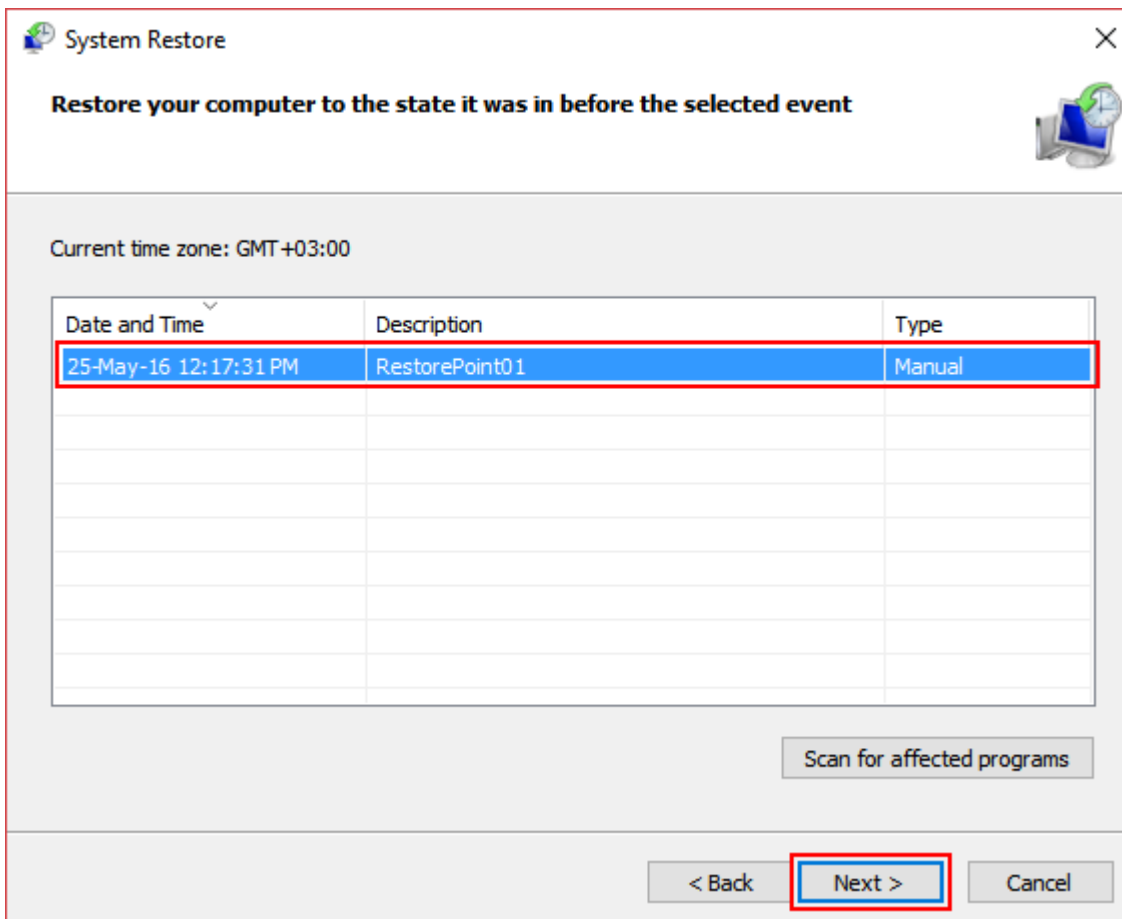 System Restore
Restore your computer to the state it was in before the selected event
Current time zone: GMT+03:00
Date and Time Description Type
25-May-16 12:17:31 PM RestorePoint01 Manual
Scan for affected programs
< Back Next > Cancel